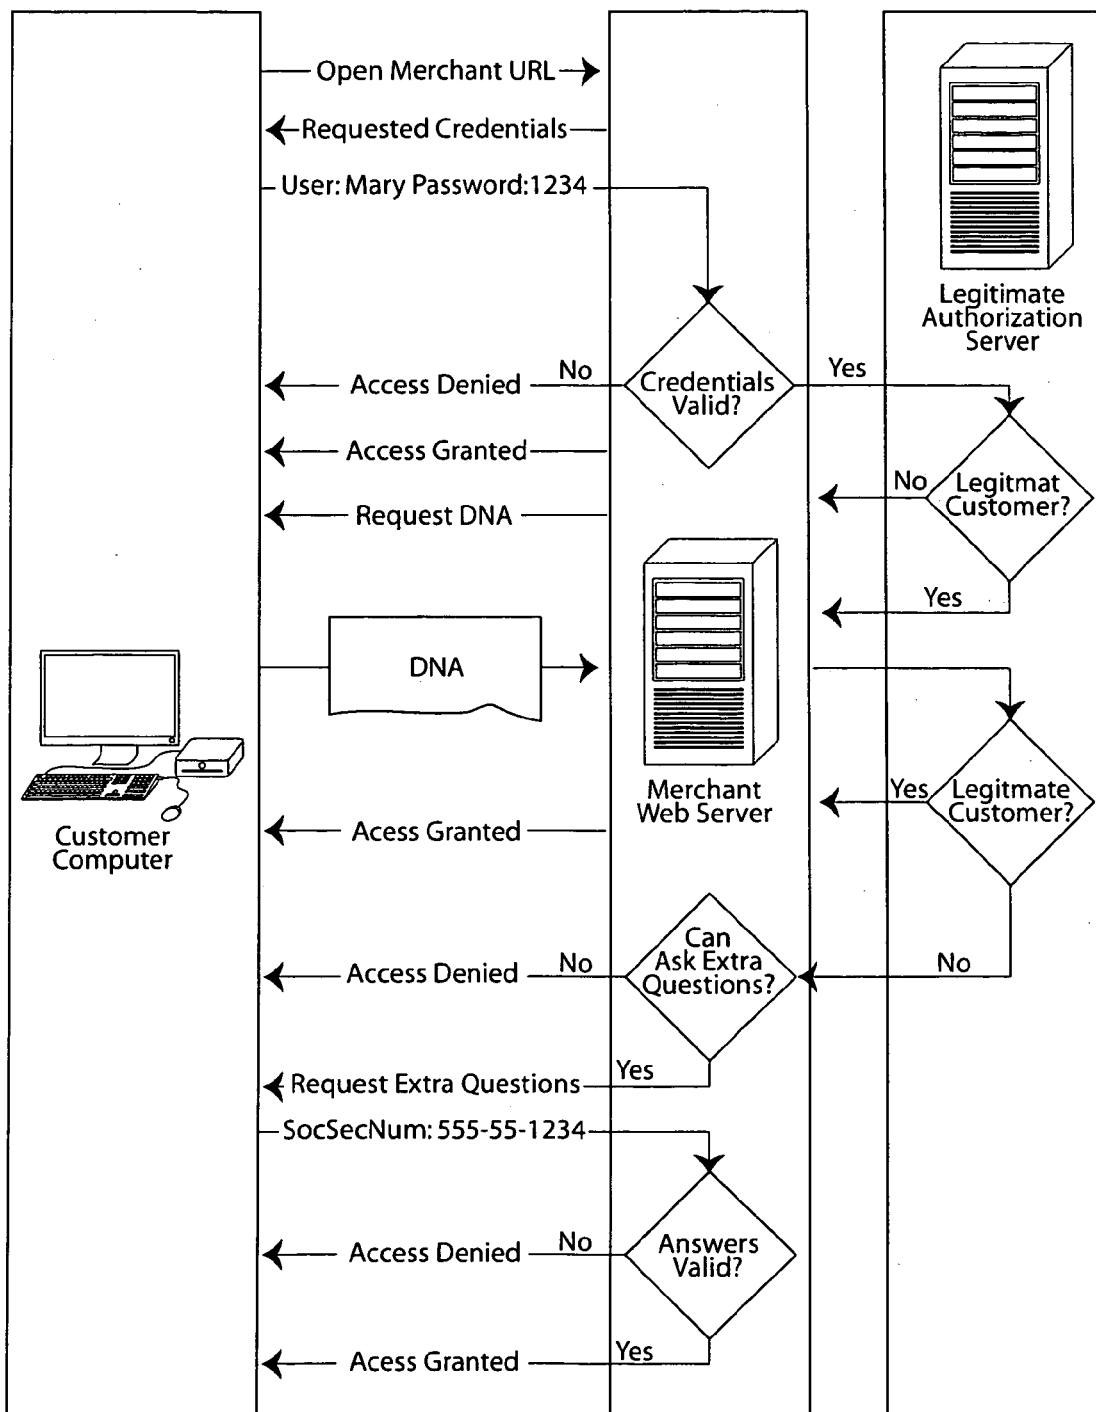 Open Merchant URL
Requested Credentials
User: Mary Password:1234
Legitimate
Authorization
Server
No
Access Denied
Credentials
Valid?
Yes
Access Granted
No
Legitmat
Customer?
Request DNA
Yes
DNA
Merchant
Web Server
Yes
Legitmate
Customer?
Customer
Computer
Acess Granted
Can
Ask Extra
Questions?
No
Access Denied
No
Request Extra Questions
Yes
SocSecNum: 555-55-1234
Access Denied
No
Answers
Valid?
Acess Granted
Yes